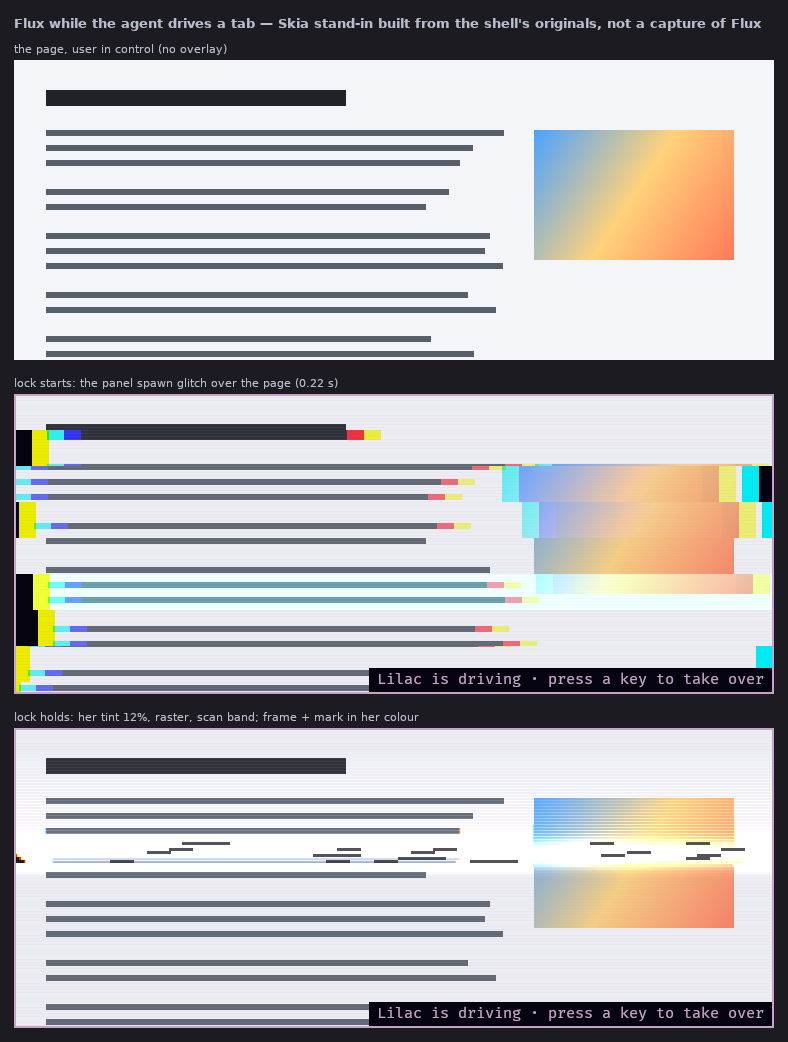 Flux while the agent drives a tab — Skia stand-in built from the shell's originals, not a capture of Flux
the page, user in control (no overlay)
lock starts: the panel spawn glitch over the page (0.22 s)
Lilac is driving · press a key to take over
lock holds: her tint 12%, raster, scan band; frame + mark in her colour
Lilac is driving · press a key to take over